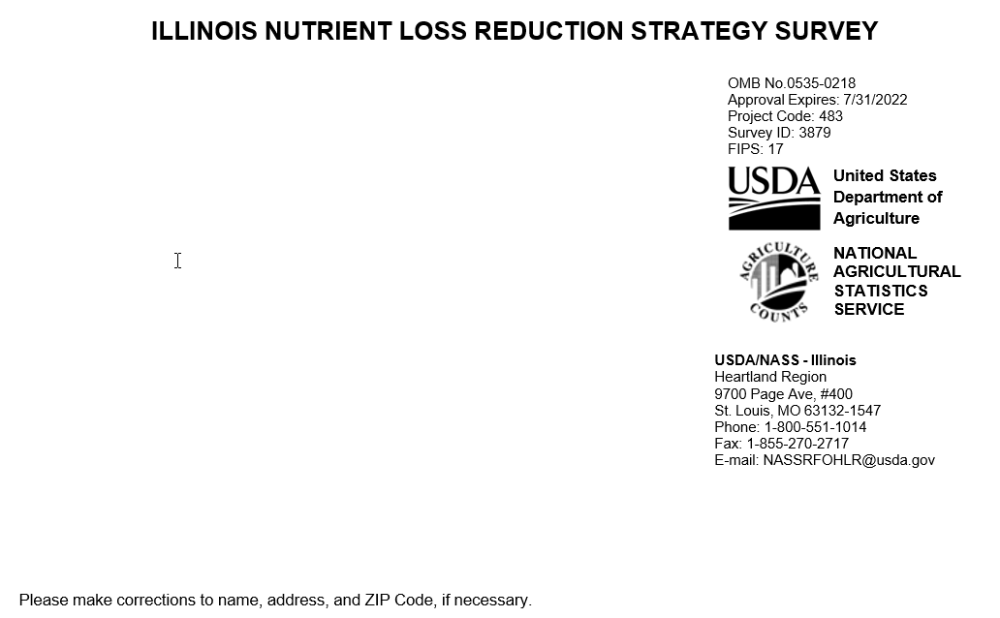 ILLINOIS NUTRIENT LOSS REDUCTION STRATEGY SURVEY
OMB No.0535-0218
Approval Expires: 7/31/2022
Project Code: 483
Survey ID: 3879
FIPS: 17
USDA
United States
Department of
Agriculture
AGRICULTURE
COUNTS
NATIONAL
AGRICULTURAL
STATISTICS
SERVICE
USDA/NASS - Illinois
Heartland Region
9700 Page Ave, #400
St. Louis, MO 63132-1547
Phone: 1-800-551-1014
Fax: 1-855-270-2717
E-mail: NASSRFOHLR@usda.gov
Please make corrections to name, address, and ZIP Code, if necessary.